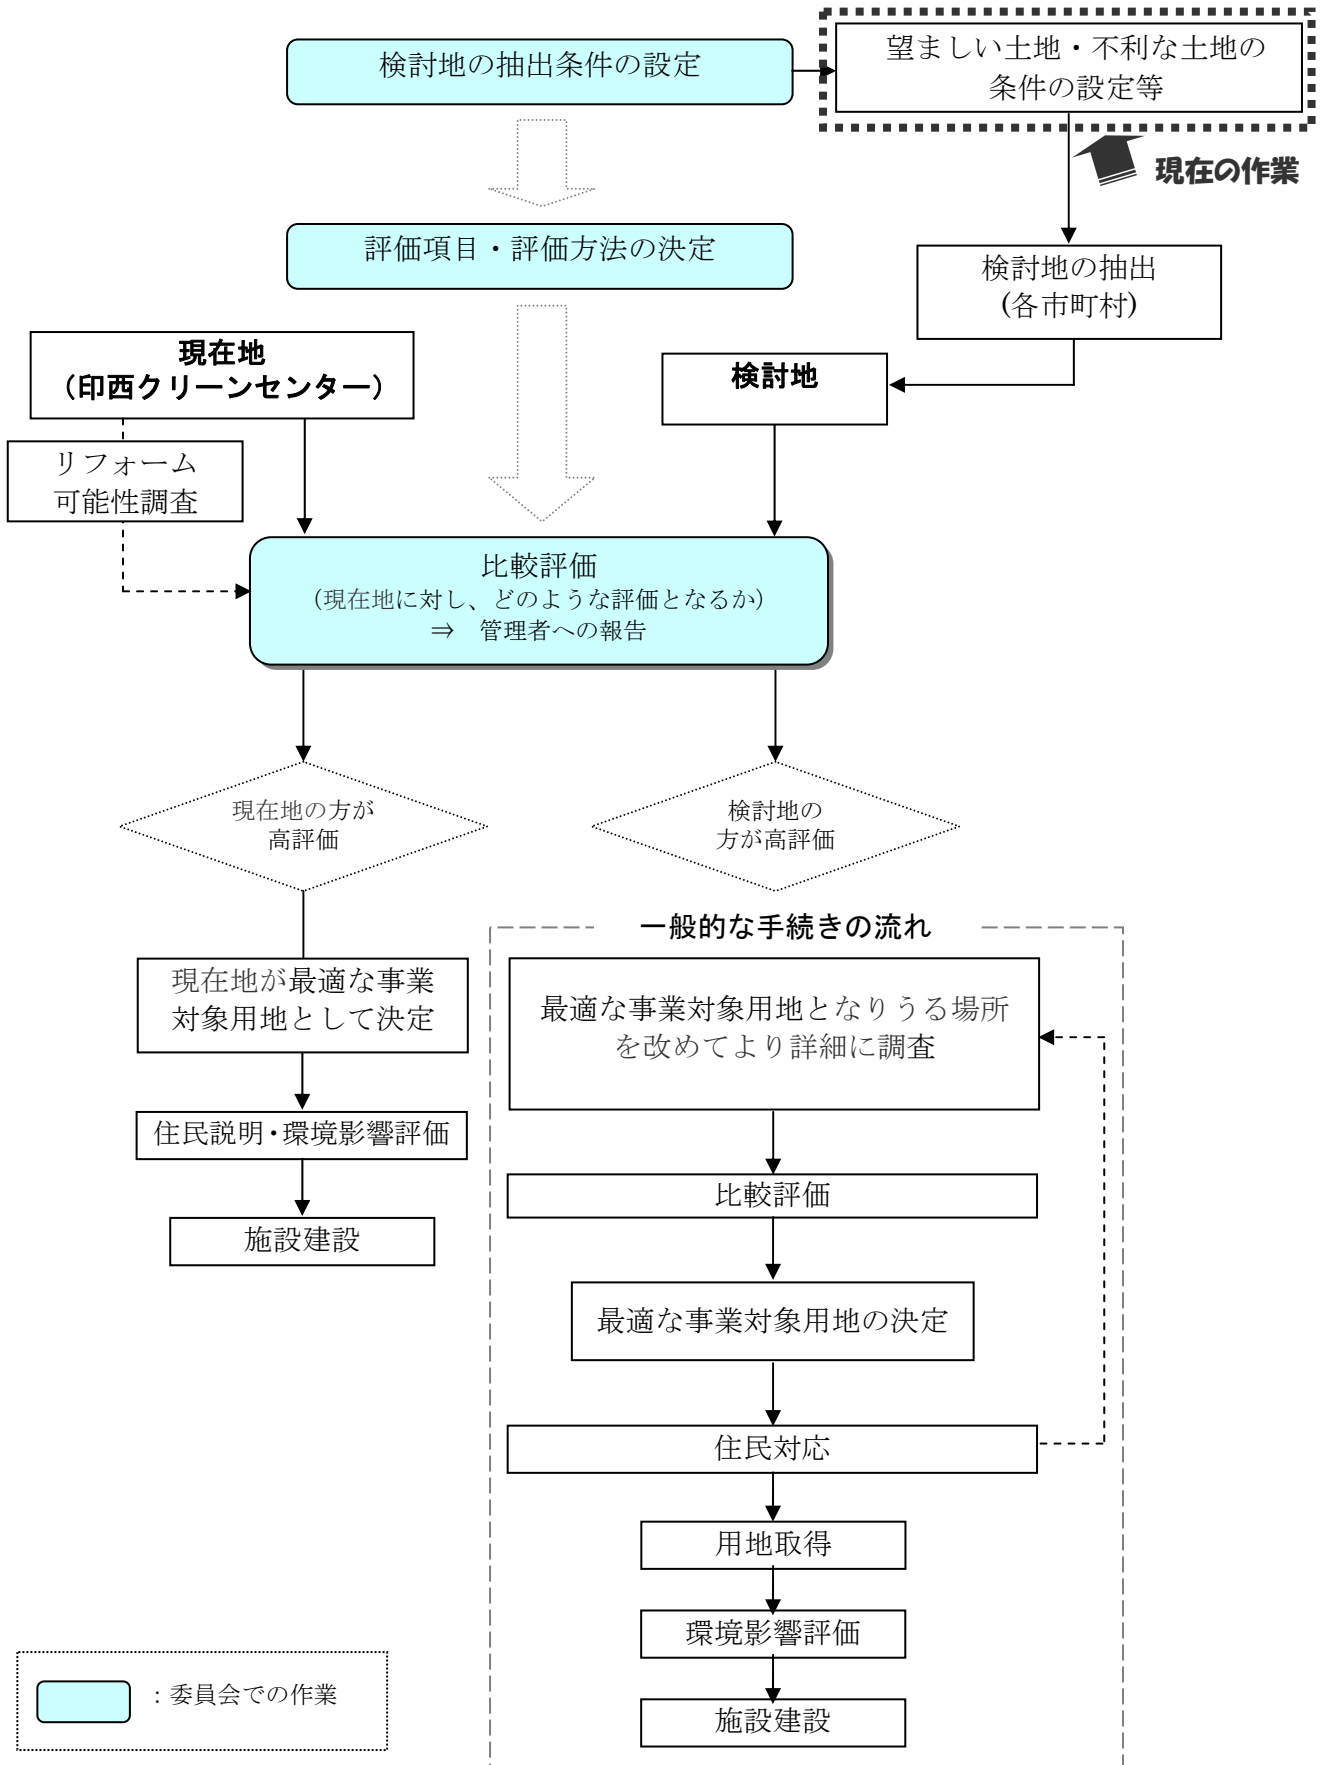 検討地の抽出条件の設定
望ましい土地・不利な土地の
条件の設定等
現在の作業
評価項目・評価方法の決定
検討地の抽出
(各市町村)
現在地
（印西クリーンセンター）
検討地
リフォーム
可能性調査
比較評価
（現在地に対し、どのような評価となるか）
⇒　管理者への報告
現在地の方が
高評価
検討地の
方が高評価
一般的な手続きの流れ
現在地が最適な事業
対象用地として決定
最適な事業対象用地となりうる場所
を改めてより詳細に調査
住民説明・環境影響評価
比較評価
施設建設
最適な事業対象用地の決定
住民対応
用地取得
環境影響評価
施設建設
：委員会での作業